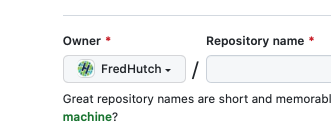 Owner * Repository name *
FredHutch /
Great repository names are short and memorabl
machine?